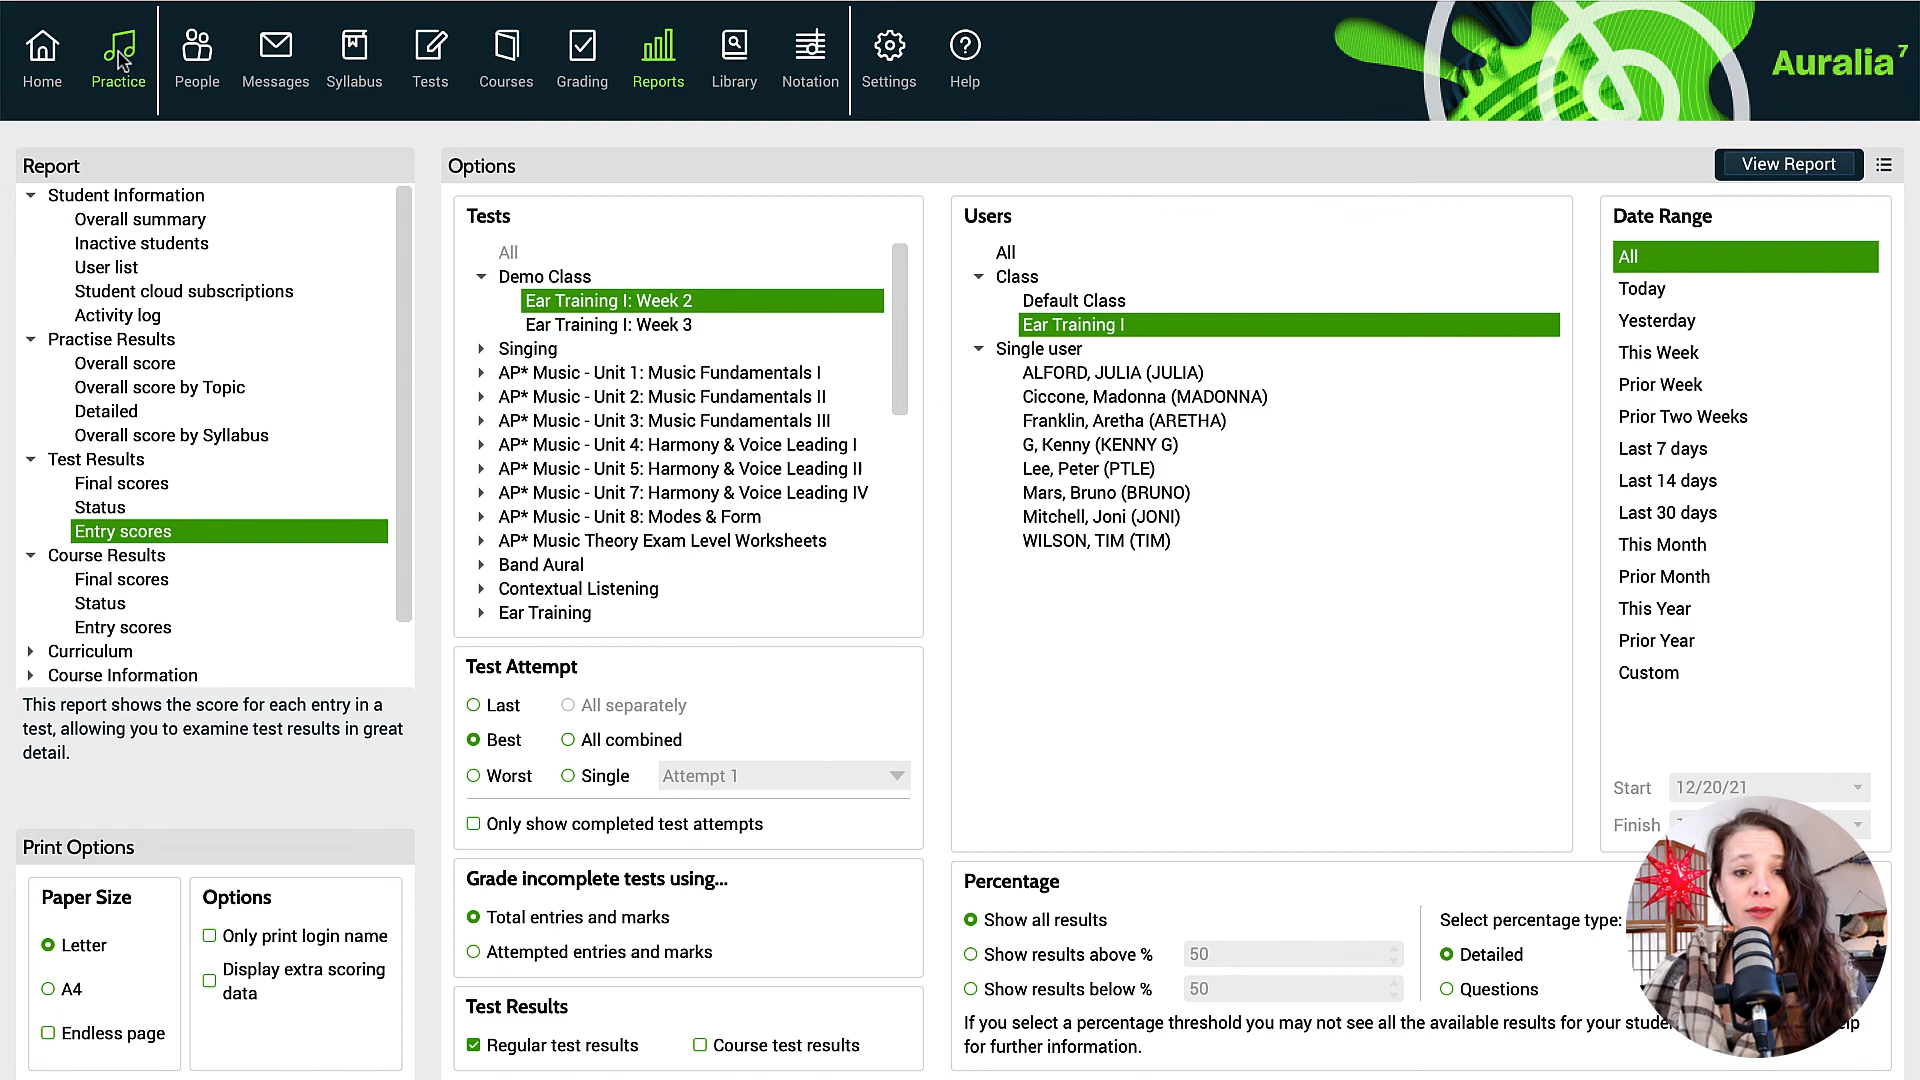 Home
Practice
People
Messages
Syllabus
Tests
Courses
Grading
Reports
Library
Notation
Settings
Help
Auralia 7
Report
Student Information
Overall summary
Inactive students
User list
Student cloud subscriptions
Activity log
Practise Results
Overall score
Overall score by Topic
Detailed
Overall score by Syllabus
Test Results
Final scores
Status
Entry scores
Course Results
Final scores
Status
Entry scores
Curriculum
Course Information
This report shows the score for each entry in a
test, allowing you to examine test results in great
detail.
Print Options
Paper Size
Letter
A4
Endless page
Options
Only print login name
Display extra scoring
data
Options
View Report
Tests
All
Demo Class
Ear Training I: Week 2
Ear Training I: Week 3
Singing
AP* Music - Unit 1: Music Fundamentals I
AP* Music - Unit 2: Music Fundamentals II
AP* Music - Unit 3: Music Fundamentals III
AP* Music - Unit 4: Harmony & Voice Leading I
AP* Music - Unit 5: Harmony & Voice Leading II
AP* Music - Unit 7: Harmony & Voice Leading IV
AP* Music - Unit 8: Modes & Form
AP* Music Theory Exam Level Worksheets
Band Aural
Contextual Listening
Ear Training
Test Attempt
Last
All separately
Best
All combined
Worst
Single
Attempt 1
Only show completed test attempts
Grade incomplete tests using...
Total entries and marks
Attempted entries and marks
Test Results
Regular test results
Course test results
Users
All
Class
Default Class
Ear Training I
Single user
ALFORD, JULIA (JULIA)
Ciccone, Madonna (MADONNA)
Franklin, Aretha (ARETHA)
G, Kenny (KENNY G)
Lee, Peter (PTLE)
Mars, Bruno (BRUNO)
Mitchell, Joni (JONI)
WILSON, TIM (TIM)
Date Range
All
Today
Yesterday
This Week
Prior Week
Prior Two Weeks
Last 7 days
Last 14 days
Last 30 days
This Month
Prior Month
This Year
Prior Year
Custom
Start 12/20/21
Finish
Percentage
Show all results
Show results above % 50
Show results below % 50
Select percentage type:
Detailed
Questions
If you select a percentage threshold you may not see all the available results for your
for further information.